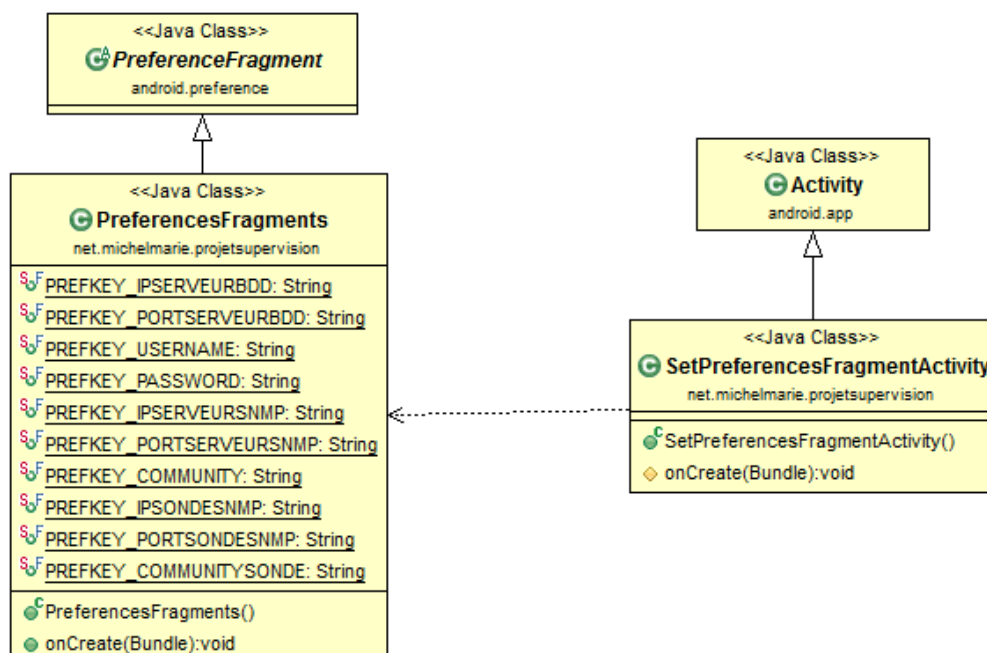 <<Java Class>>
PreferenceFragment
android.preference
<<Java Class>>
PreferencesFragments
net.michelmarie.projetsupervision
PREFKEY_IPSERVEURBDD: String
PREFKEY_PORTSERVEURBDD: String
PREFKEY_USERNAME: String
PREFKEY_PASSWORD: String
PREFKEY_IPSERVEURSNMP: String
PREFKEY_PORTSERVEURSNMP: String
PREFKEY_COMMUNITY: String
PREFKEY_IPSONDESNMP: String
PREFKEY_PORTSONDESNMP: String
PREFKEY_COMMUNITYSONDE: String
PreferencesFragments()
onCreate(Bundle):void
<<Java Class>>
Activity
android.app
<<Java Class>>
SetPreferencesFragmentActivity
net.michelmarie.projetsupervision
SetPreferencesFragmentActivity()
onCreate(Bundle):void